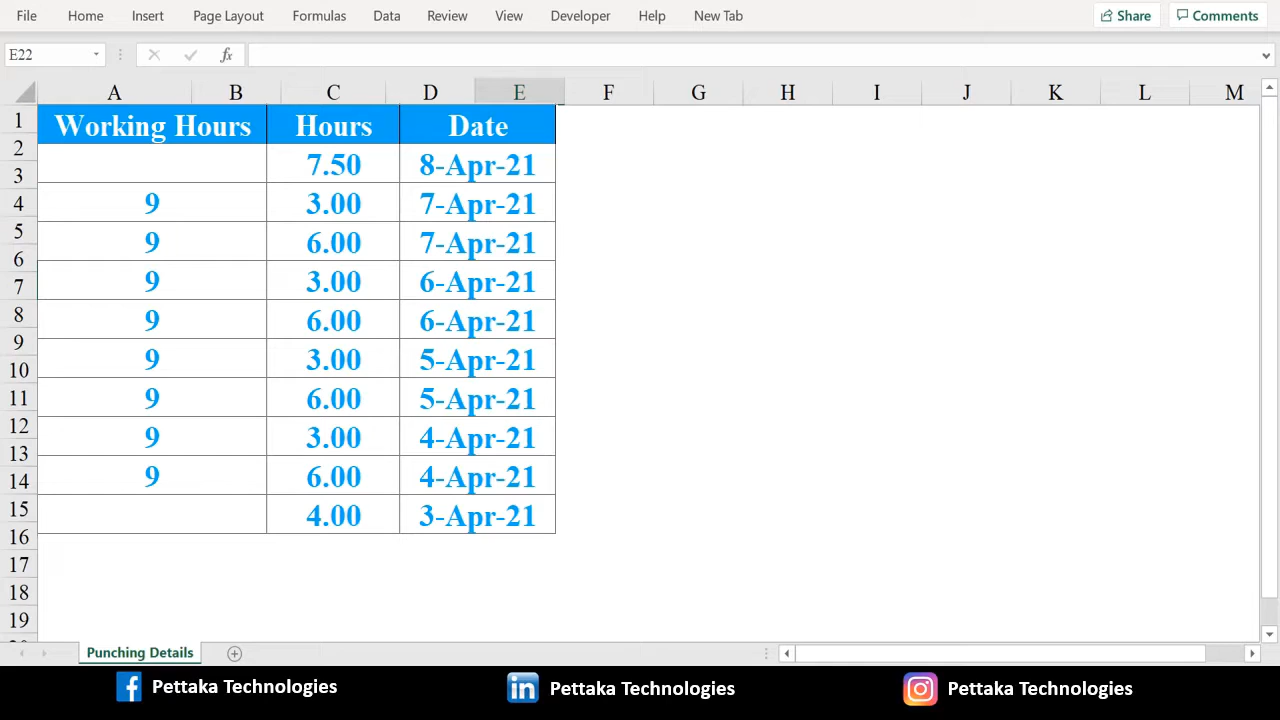 File Home Insert Page Layout Formulas Data Review View Developer Help New Tab Share Comments
E22 fx
A B C D E F G H I J K L M
1 Working Hours Hours Date
2 7.50 8-Apr-21
3
4 9 3.00 7-Apr-21
5 9 6.00 7-Apr-21
6
7 9 3.00 6-Apr-21
8 9 6.00 6-Apr-21
9
10 9 3.00 5-Apr-21
11 9 6.00 5-Apr-21
12
13 9 3.00 4-Apr-21
14 9 6.00 4-Apr-21
15 4.00 3-Apr-21
16
17
18
19
Punching Details
Pettaka Technologies Pettaka Technologies Pettaka Technologies